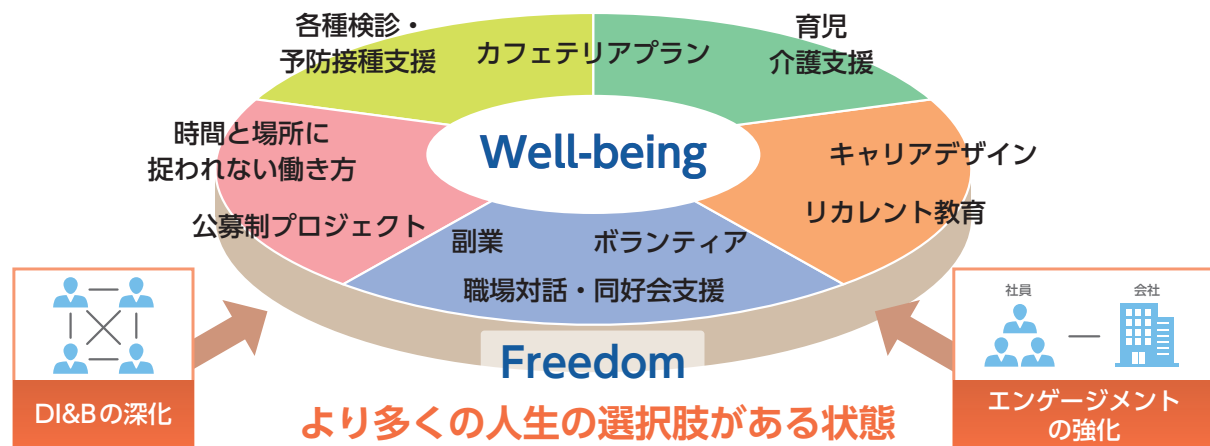 各種検診・
予防接種支援
カフェテリアプラン
育児
介護支援
時間と場所に
捉われない働き方
Well-being
キャリアデザイン
公募制プロジェクト
リカレント教育
副業
ボランティア
職場対話・同好会支援
社員
会社
Freedom
DI&Bの深化
より多くの人生の選択肢がある状態
エンゲージメント
の強化